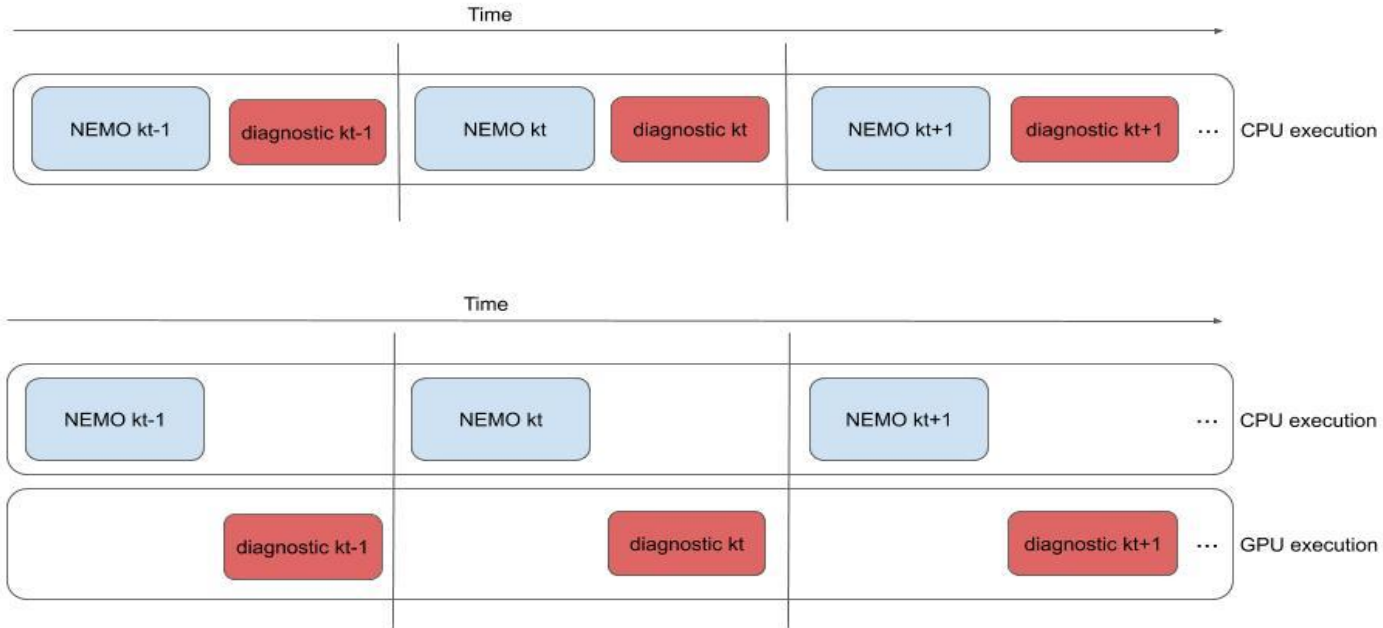 Time
NEMO kt-1 diagnostic kt-1 NEMO kt diagnostic kt NEMO kt+1 diagnostic kt+1 ... CPU execution
Time
NEMO kt-1 NEMO kt NEMO kt+1 ... CPU execution
diagnostic kt-1 diagnostic kt diagnostic kt+1 ... GPU execution